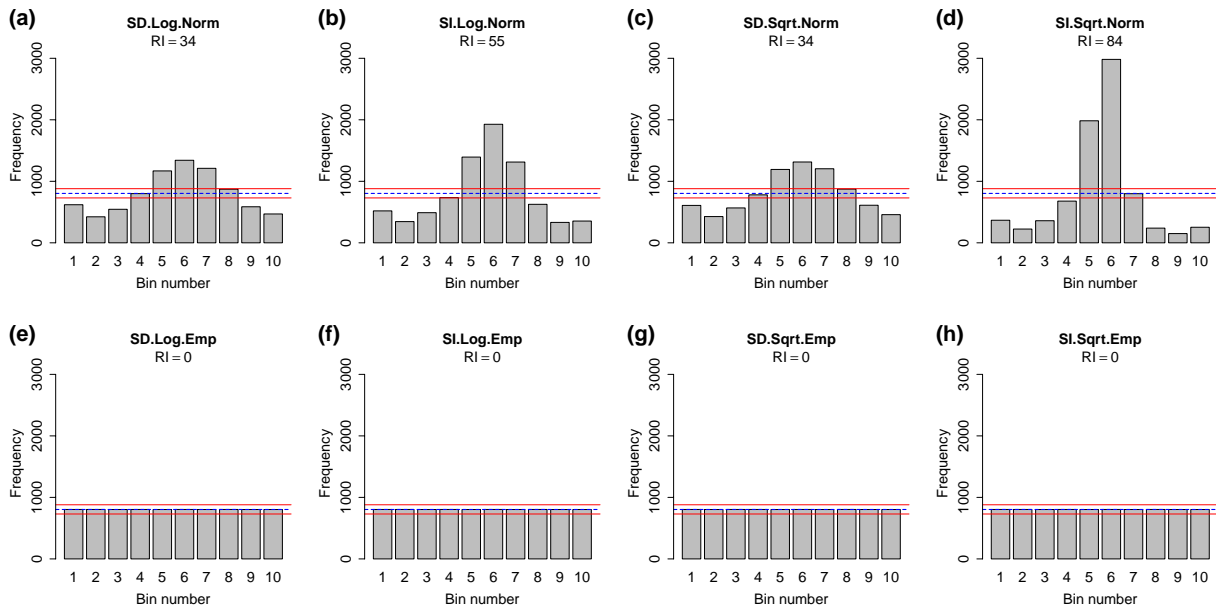 (a)
SD.Log.Norm
RI = 34
Frequency
3000
2000
1000
0
1 2 3 4 5 6 7 8 9 10
Bin number
(b)
SI.Log.Norm
RI = 55
Frequency
3000
2000
1000
0
1 2 3 4 5 6 7 8 9 10
Bin number
(c)
SD.Sqrt.Norm
RI = 34
Frequency
3000
2000
1000
0
1 2 3 4 5 6 7 8 9 10
Bin number
(d)
SI.Sqrt.Norm
RI = 84
Frequency
3000
2000
1000
0
1 2 3 4 5 6 7 8 9 10
Bin number
(e)
SD.Log.Emp
RI = 0
Frequency
3000
2000
1000
0
1 2 3 4 5 6 7 8 9 10
Bin number
(f)
SI.Log.Emp
RI = 0
Frequency
3000
2000
1000
0
1 2 3 4 5 6 7 8 9 10
Bin number
(g)
SD.Sqrt.Emp
RI = 0
Frequency
3000
2000
1000
0
1 2 3 4 5 6 7 8 9 10
Bin number
(h)
SI.Sqrt.Emp
RI = 0
Frequency
3000
2000
1000
0
1 2 3 4 5 6 7 8 9 10
Bin number